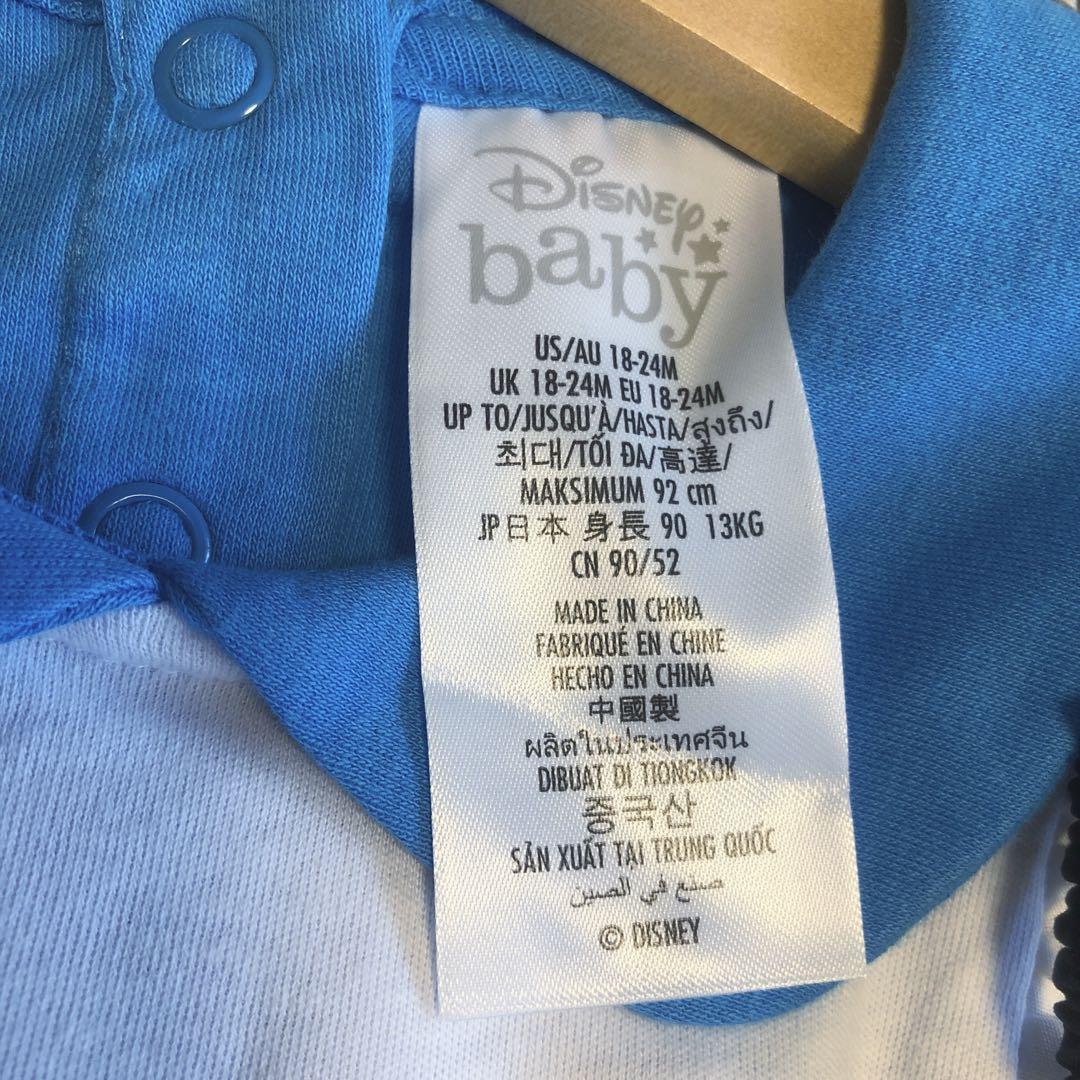 Disney
baby
US/AU 18-24M
UK 18-24M EU 18-24M
UP TO/JUSQU'À/HASTA/สูงถึง/
최대/TỐI ĐA/高達/
MAKSIMUM 92 cm
JP日本 身長 90 13KG
CN 90/52
MADE IN CHINA
FABRIQUÉ EN CHINE
HECHO EN CHINA
中國製
ผลิตในประเทศจีน
DIBUAT DI TIONGKOK
중국산
SẢN XUẤT TẠI TRUNG QUỐC
صنع في الصين
© DISNEY